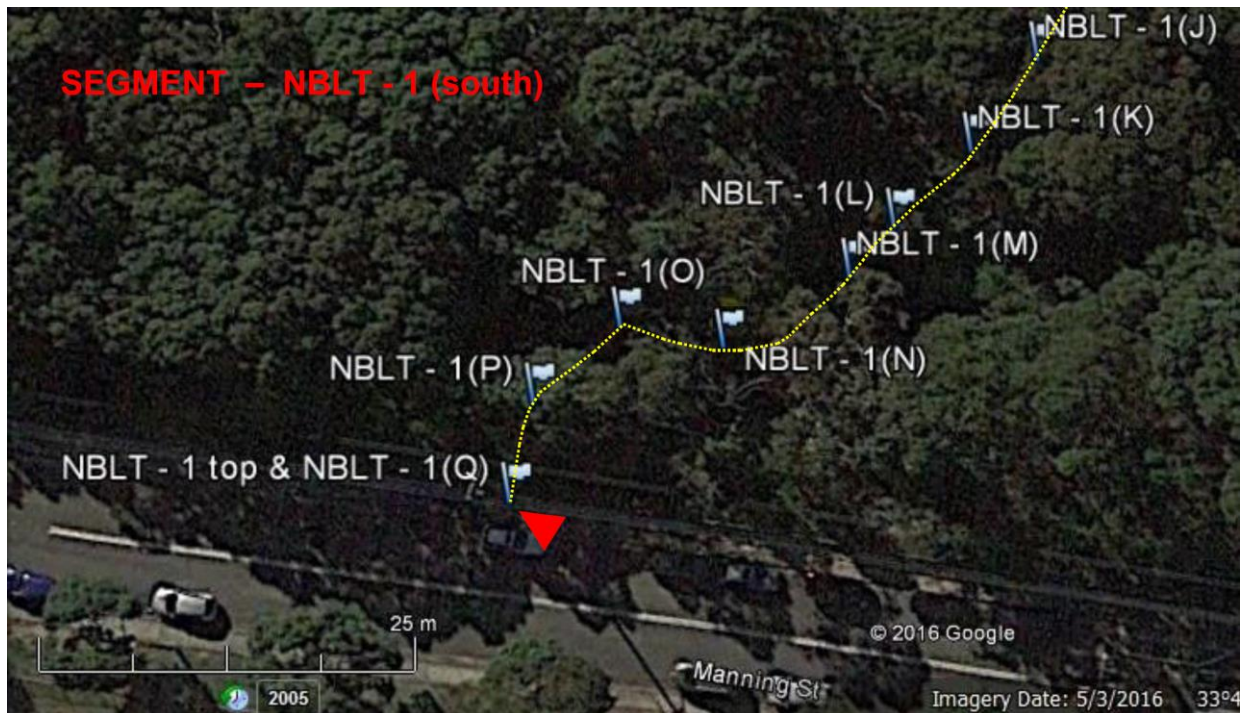 NBLT - 1(J)
SEGMENT – NBLT - 1 (south)
NBLT - 1(K)
NBLT - 1(L)
NBLT - 1(M)
NBLT - 1(O)
NBLT - 1(N)
NBLT - 1(P)
NBLT - 1 top & NBLT - 1(Q)
25 m
© 2016 Google
Manning St
2005
Imagery Date: 5/3/2016 33º4